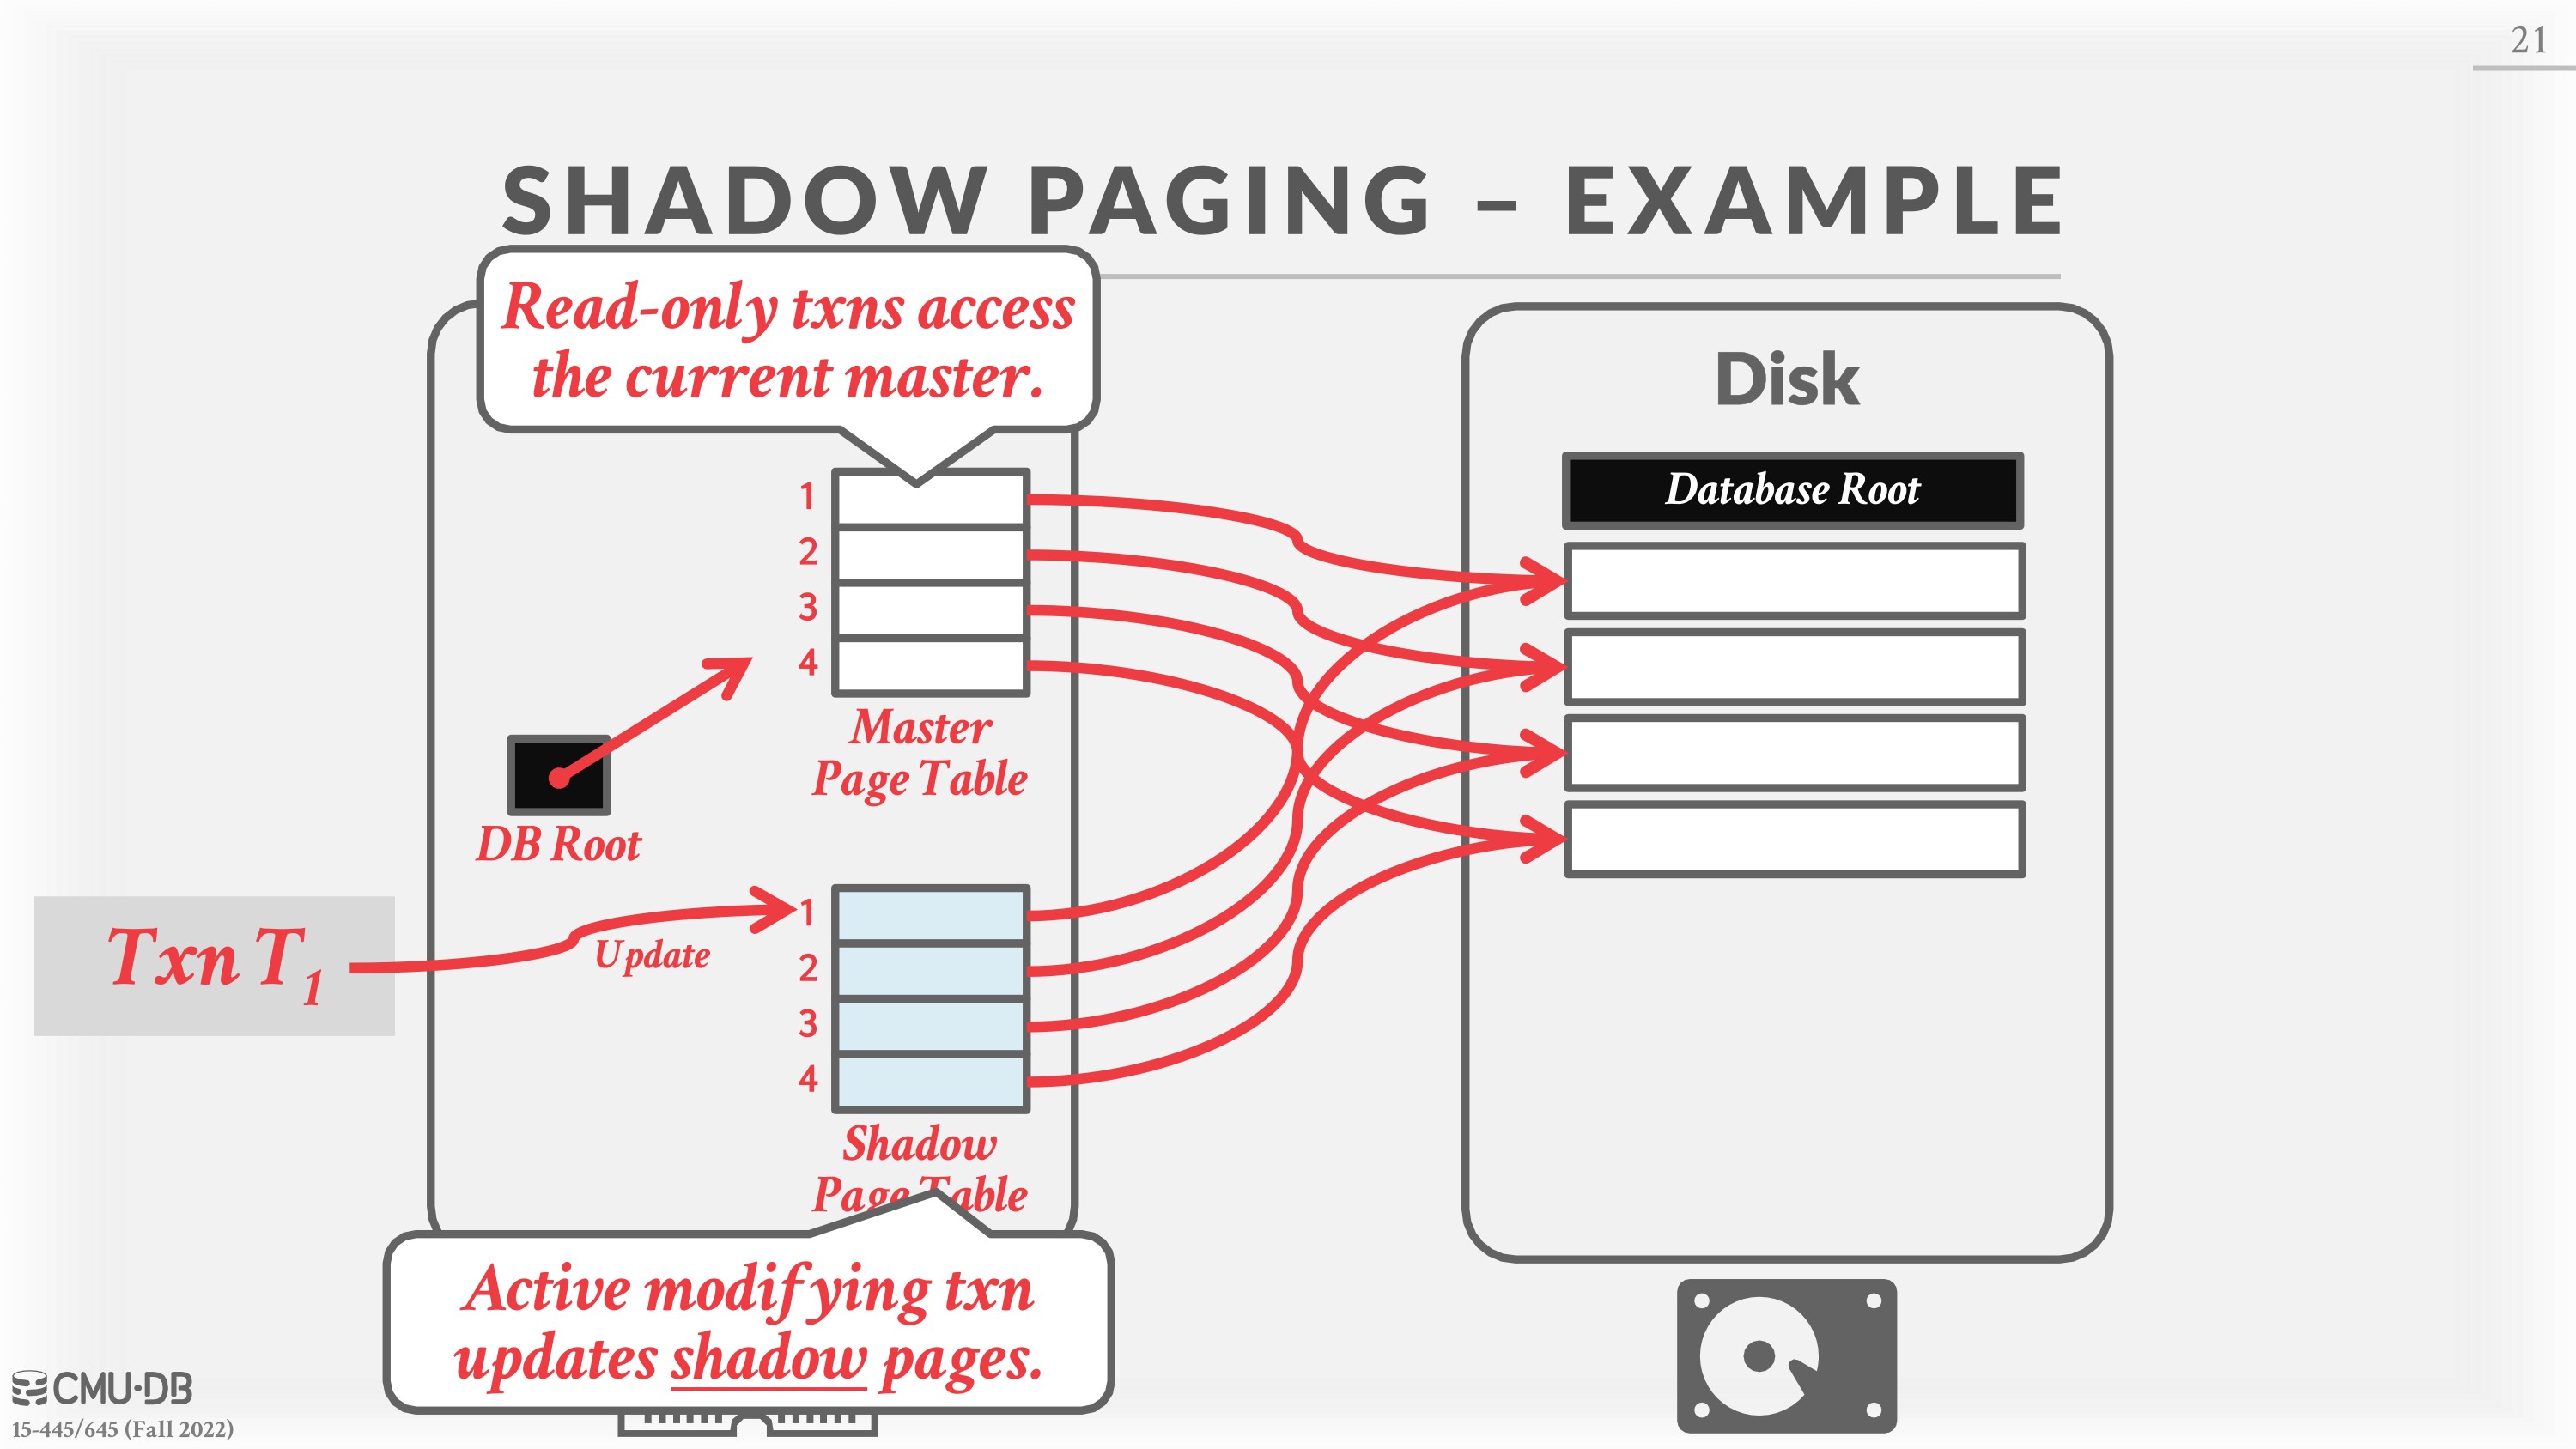 21
SHADOW PAGING – EXAMPLE
Read-only txns access
the current master.
1
2
3
4
Master
Page Table
DB Root
Txn T1
Update
1
2
3
4
Shadow
Page Table
Active modifying txn
updates shadow pages.
Disk
Database Root
CMU·DB
15-445/645 (Fall 2022)